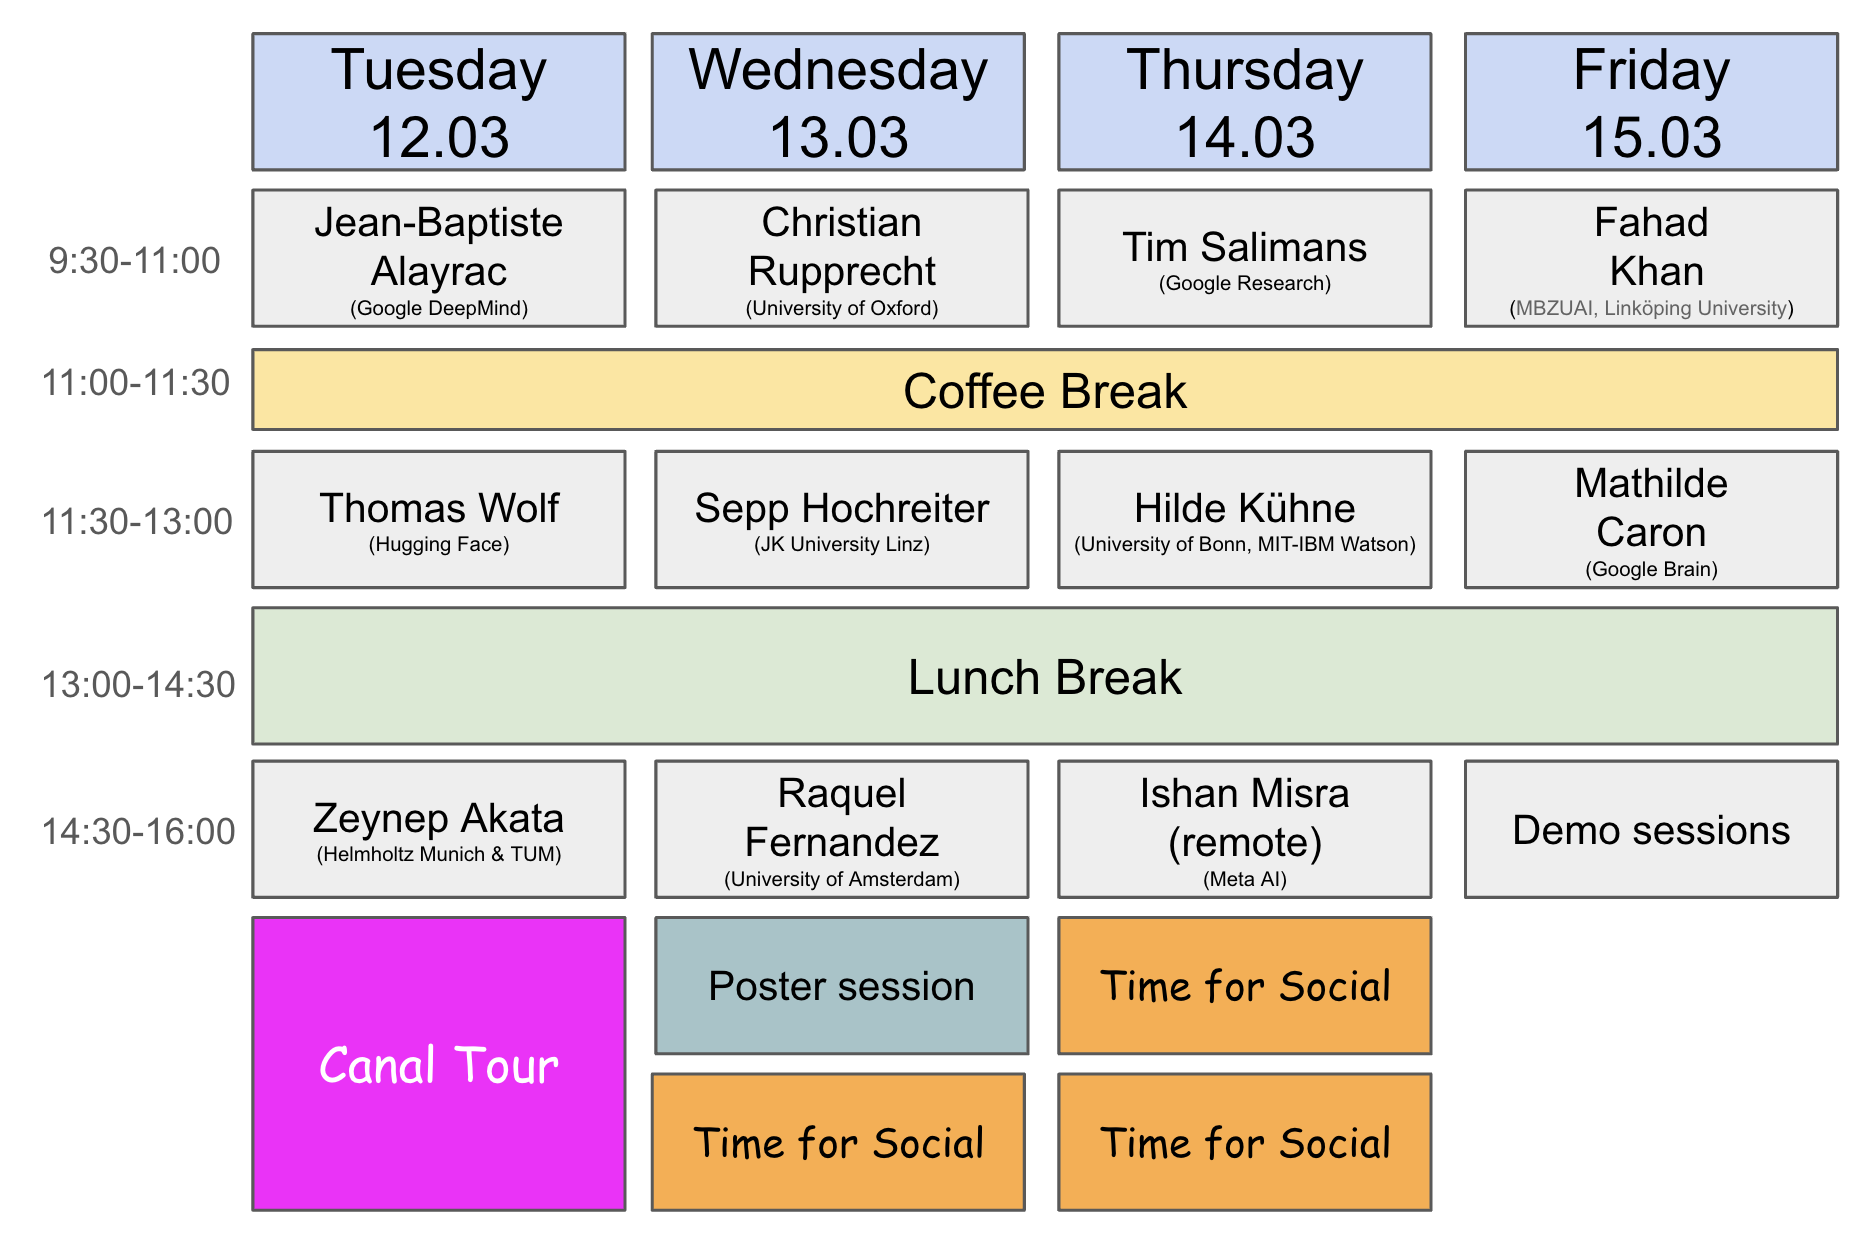 Tuesday
12.03
Wednesday
13.03
Thursday
14.03
Friday
15.03
9:30-11:00
Jean-Baptiste
Alayrac
(Google DeepMind)
Christian
Rupprecht
(University of Oxford)
Tim Salimans
(Google Research)
Fahad
Khan
(MBZUAI, Linköping University)
11:00-11:30
Coffee Break
11:30-13:00
Thomas Wolf
(Hugging Face)
Sepp Hochreiter
(JK University Linz)
Hilde Kühne
(University of Bonn, MIT-IBM Watson)
Mathilde
Caron
(Google Brain)
13:00-14:30
Lunch Break
14:30-16:00
Zeynep Akata
(Helmholtz Munich & TUM)
Raquel
Fernandez
(University of Amsterdam)
Ishan Misra
(remote)
(Meta AI)
Demo sessions
Canal Tour
Poster session
Time for Social
Time for Social
Time for Social